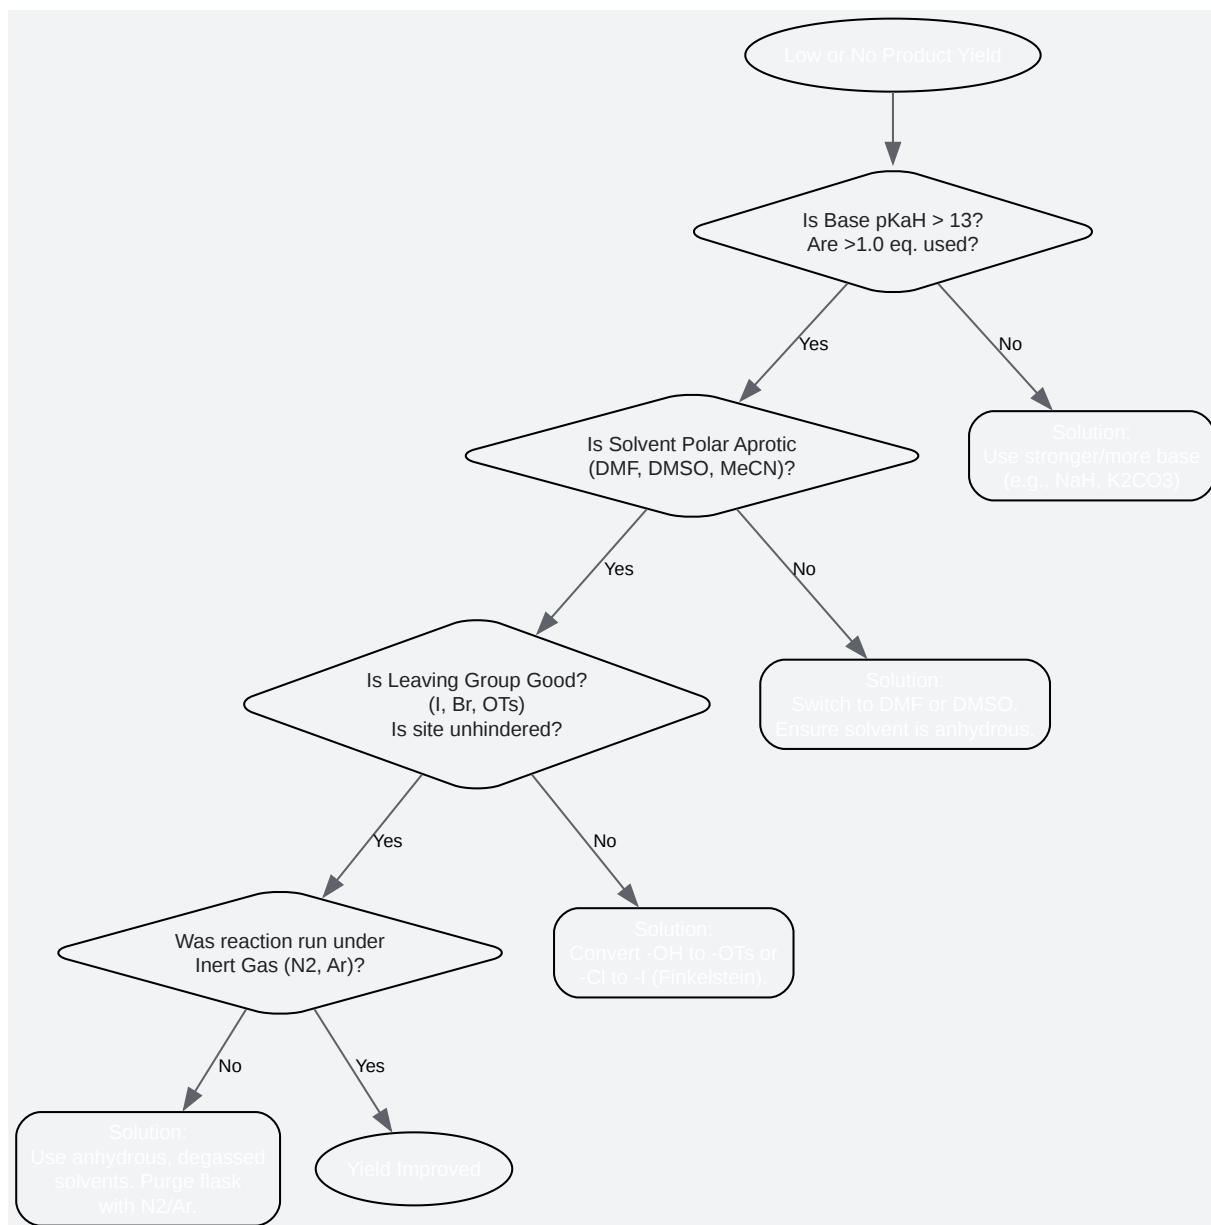 Low or No Product Yield
Is Base pKaH > 13?
Are >1.0 eq. used?
Yes
No
Is Solvent Polar Aprotic
(DMF, DMSO, MeCN)?
Solution:
Use stronger/more base
(e.g., NaH, K2CO3)
Yes
No
Is Leaving Group Good?
(I, Br, OTs)
Is site unhindered?
Solution:
Switch to DMF or DMSO.
Ensure solvent is anhydrous.
Yes
No
Was reaction run under
Inert Gas (N2, Ar)?
Solution:
Convert -OH to -OTs or
-Cl to -I (Finkelstein).
No
Yes
Solution:
Use anhydrous, degassed
solvents. Purge flask
with N2/Ar.
Yield Improved